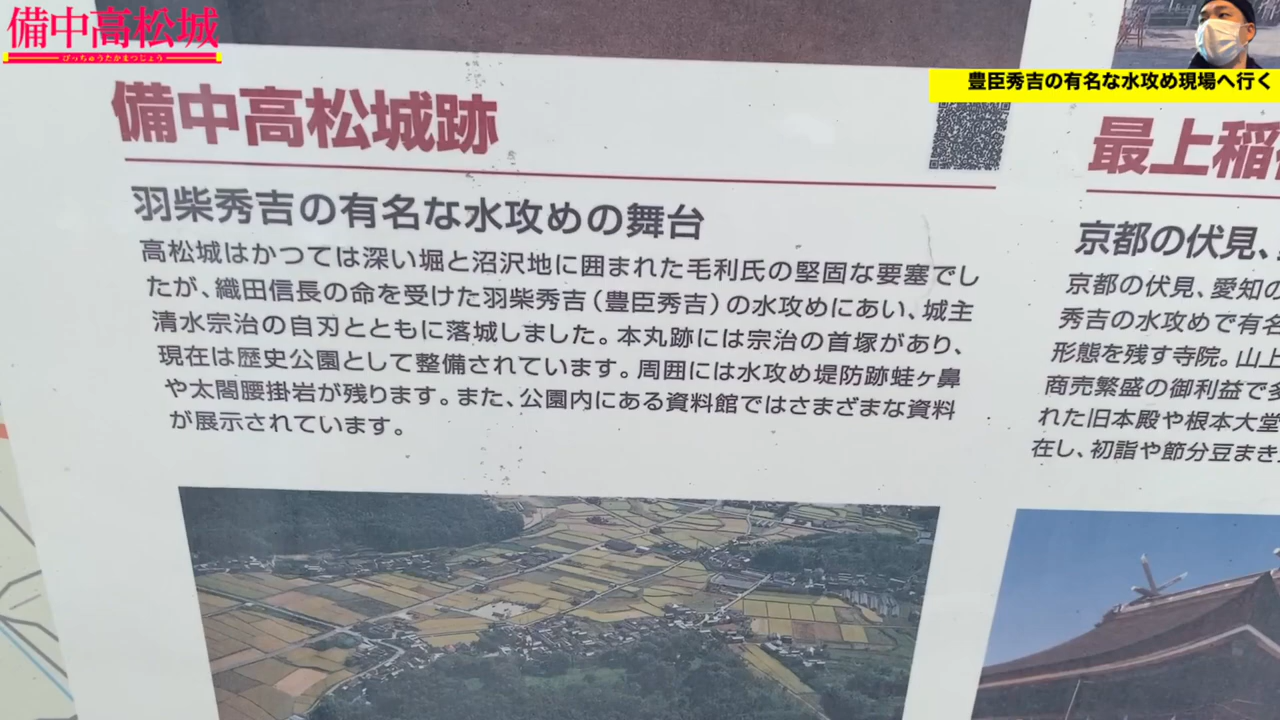 備中高松城
びっちゅうたかまつじょう
豊臣秀吉の有名な水攻め現場へ行く
備中高松城跡
羽柴秀吉の有名な水攻めの舞台
高松城はかつては深い堀と沼沢地に囲まれた毛利氏の堅固な要塞でし
たが、織田信長の命を受けた羽柴秀吉（豊臣秀吉）の水攻めにあい、城主
清水宗治の自刃とともに落城しました。本丸跡には宗治の首塚があり、
現在は歴史公園として整備されています。周囲には水攻め堤防跡蛙ヶ鼻
や太閤腰掛岩が残ります。また、公園内にある資料館ではさまざまな資料
が展示されています。
最上稲
京都の伏見、
京都の伏見、愛知の
秀吉の水攻めで有名
形態を残す寺院。山上
商売繁盛の御利益で多
れた旧本殿や根本大堂
在し、初詣や節分豆まき